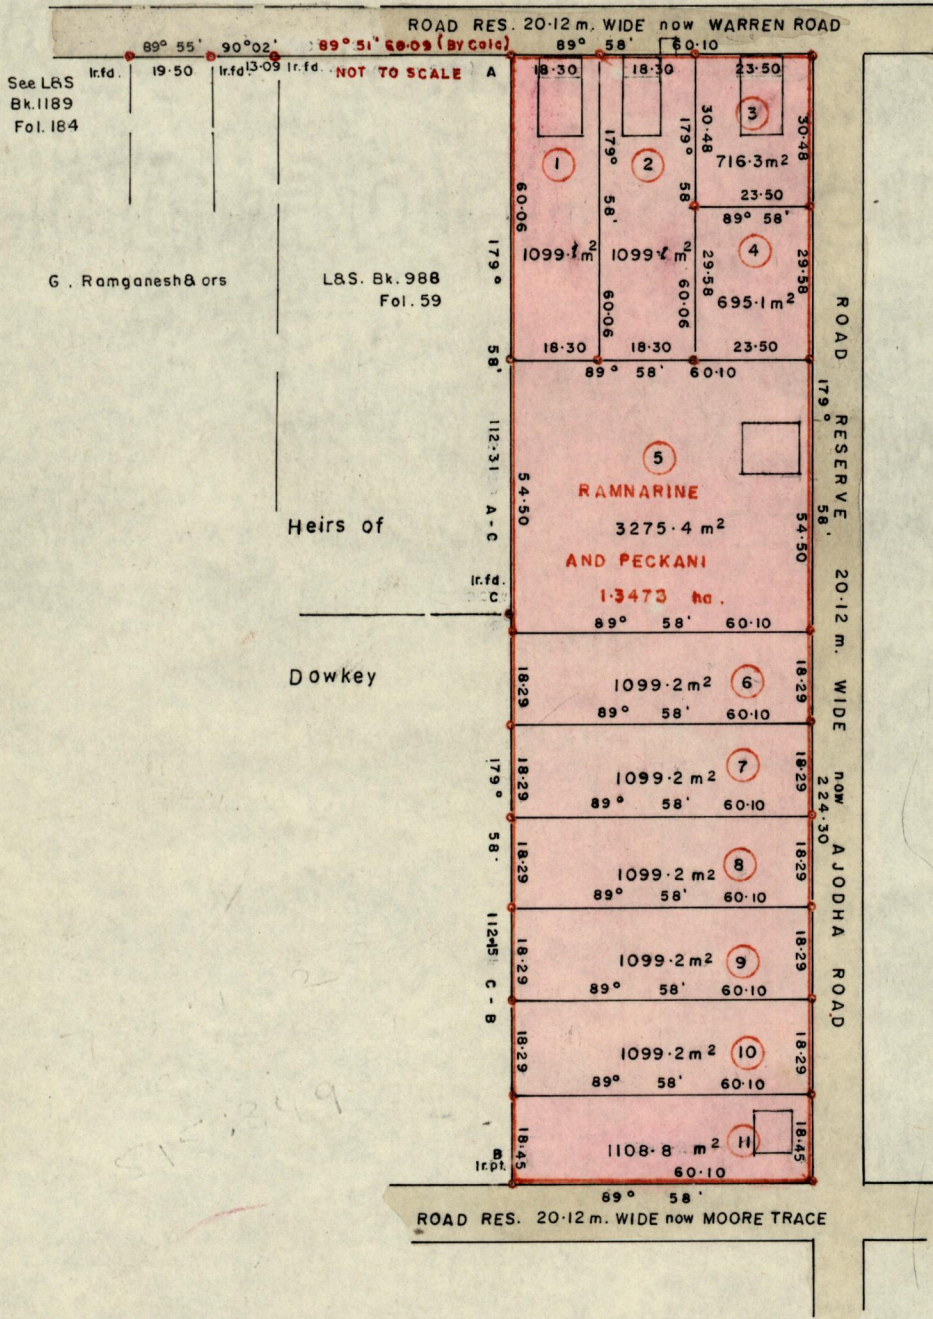 ROAD RES. 20·12 m. WIDE now WARREN ROAD
89° 55' 90°02' 89° 51' 60·09 (By Calc) 89° 58' 60·10
Ir.fd. 19·50 Ir.fd. 13·09 Ir.fd. NOT TO SCALE A 18·30 18·30 23·50
See L&S
Bk.1189
Fol. 184
3
30·48
30·48
716·3 m²
1
2
179° 58'
179° 58'
23·50
89° 58'
60·06
4
G. Ramganesh & ors
L&S. Bk. 988
Fol. 59
1099· m²
1099· m²
29·58
29·58
695·1 m²
179° 58'
60·06
60·06
18·30 18·30 23·50
89° 58' 60·10
ROAD RESERVE 20·12 m. WIDE now AJODHA ROAD
179° 58'
224·30
112·31 A-C
54·50
5
RAMNARINE
3275·4 m²
AND PECKANI
1·3473 ha.
54·50
Heirs of
Ir.fd.
C
89° 58' 60·10
Dowkey
18·29
1099·2 m² 6
18·29
89° 58' 60·10
179° 58'
18·29
1099·2 m² 7
18·29
89° 58' 60·10
18·29
1099·2 m² 8
18·29
89° 58' 60·10
112·15 C-B
18·29
1099·2 m² 9
18·29
89° 58' 60·10
18·29
1099·2 m² 10
18·29
89° 58' 60·10
B
Ir.pt.
18·45
1108·8 m² 11
18·45
60·10
89° 58'
ROAD RES. 20·12 m. WIDE now MOORE TRACE